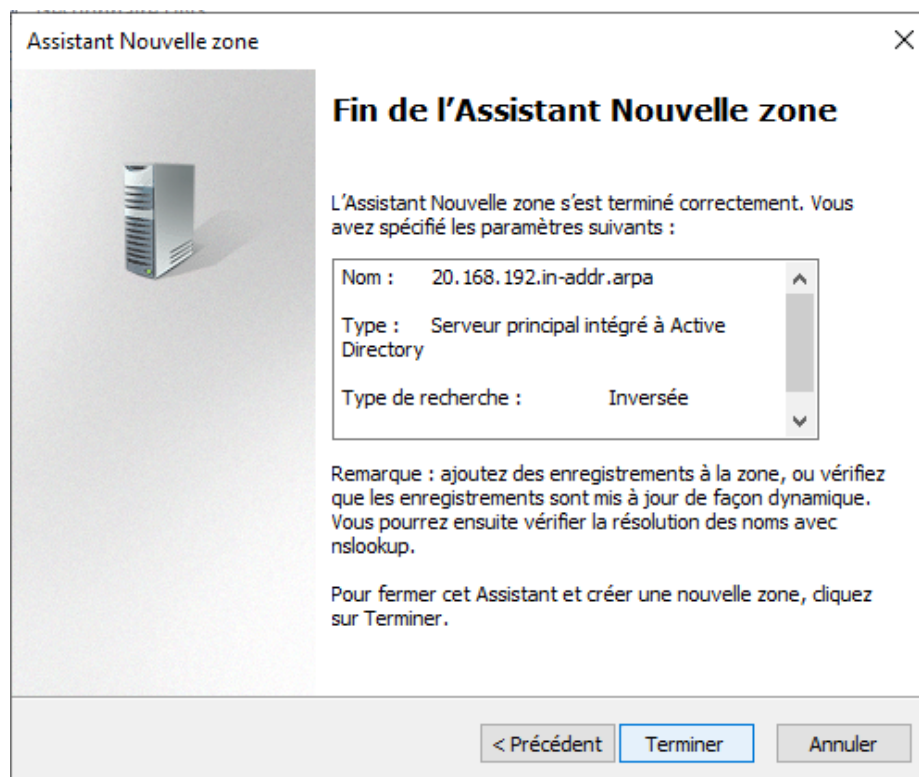 Assistant Nouvelle zone
Fin de l’Assistant Nouvelle zone
L’Assistant Nouvelle zone s’est terminé correctement. Vous
avez spécifié les paramètres suivants :
Nom : 20.168.192.in-addr.arpa
Type : Serveur principal intégré à Active
Directory
Type de recherche : Inversée
Remarque : ajoutez des enregistrements à la zone, ou vérifiez
que les enregistrements sont mis à jour de façon dynamique.
Vous pourrez ensuite vérifier la résolution des noms avec
nslookup.
Pour fermer cet Assistant et créer une nouvelle zone, cliquez
sur Terminer.
< Précédent Terminer Annuler